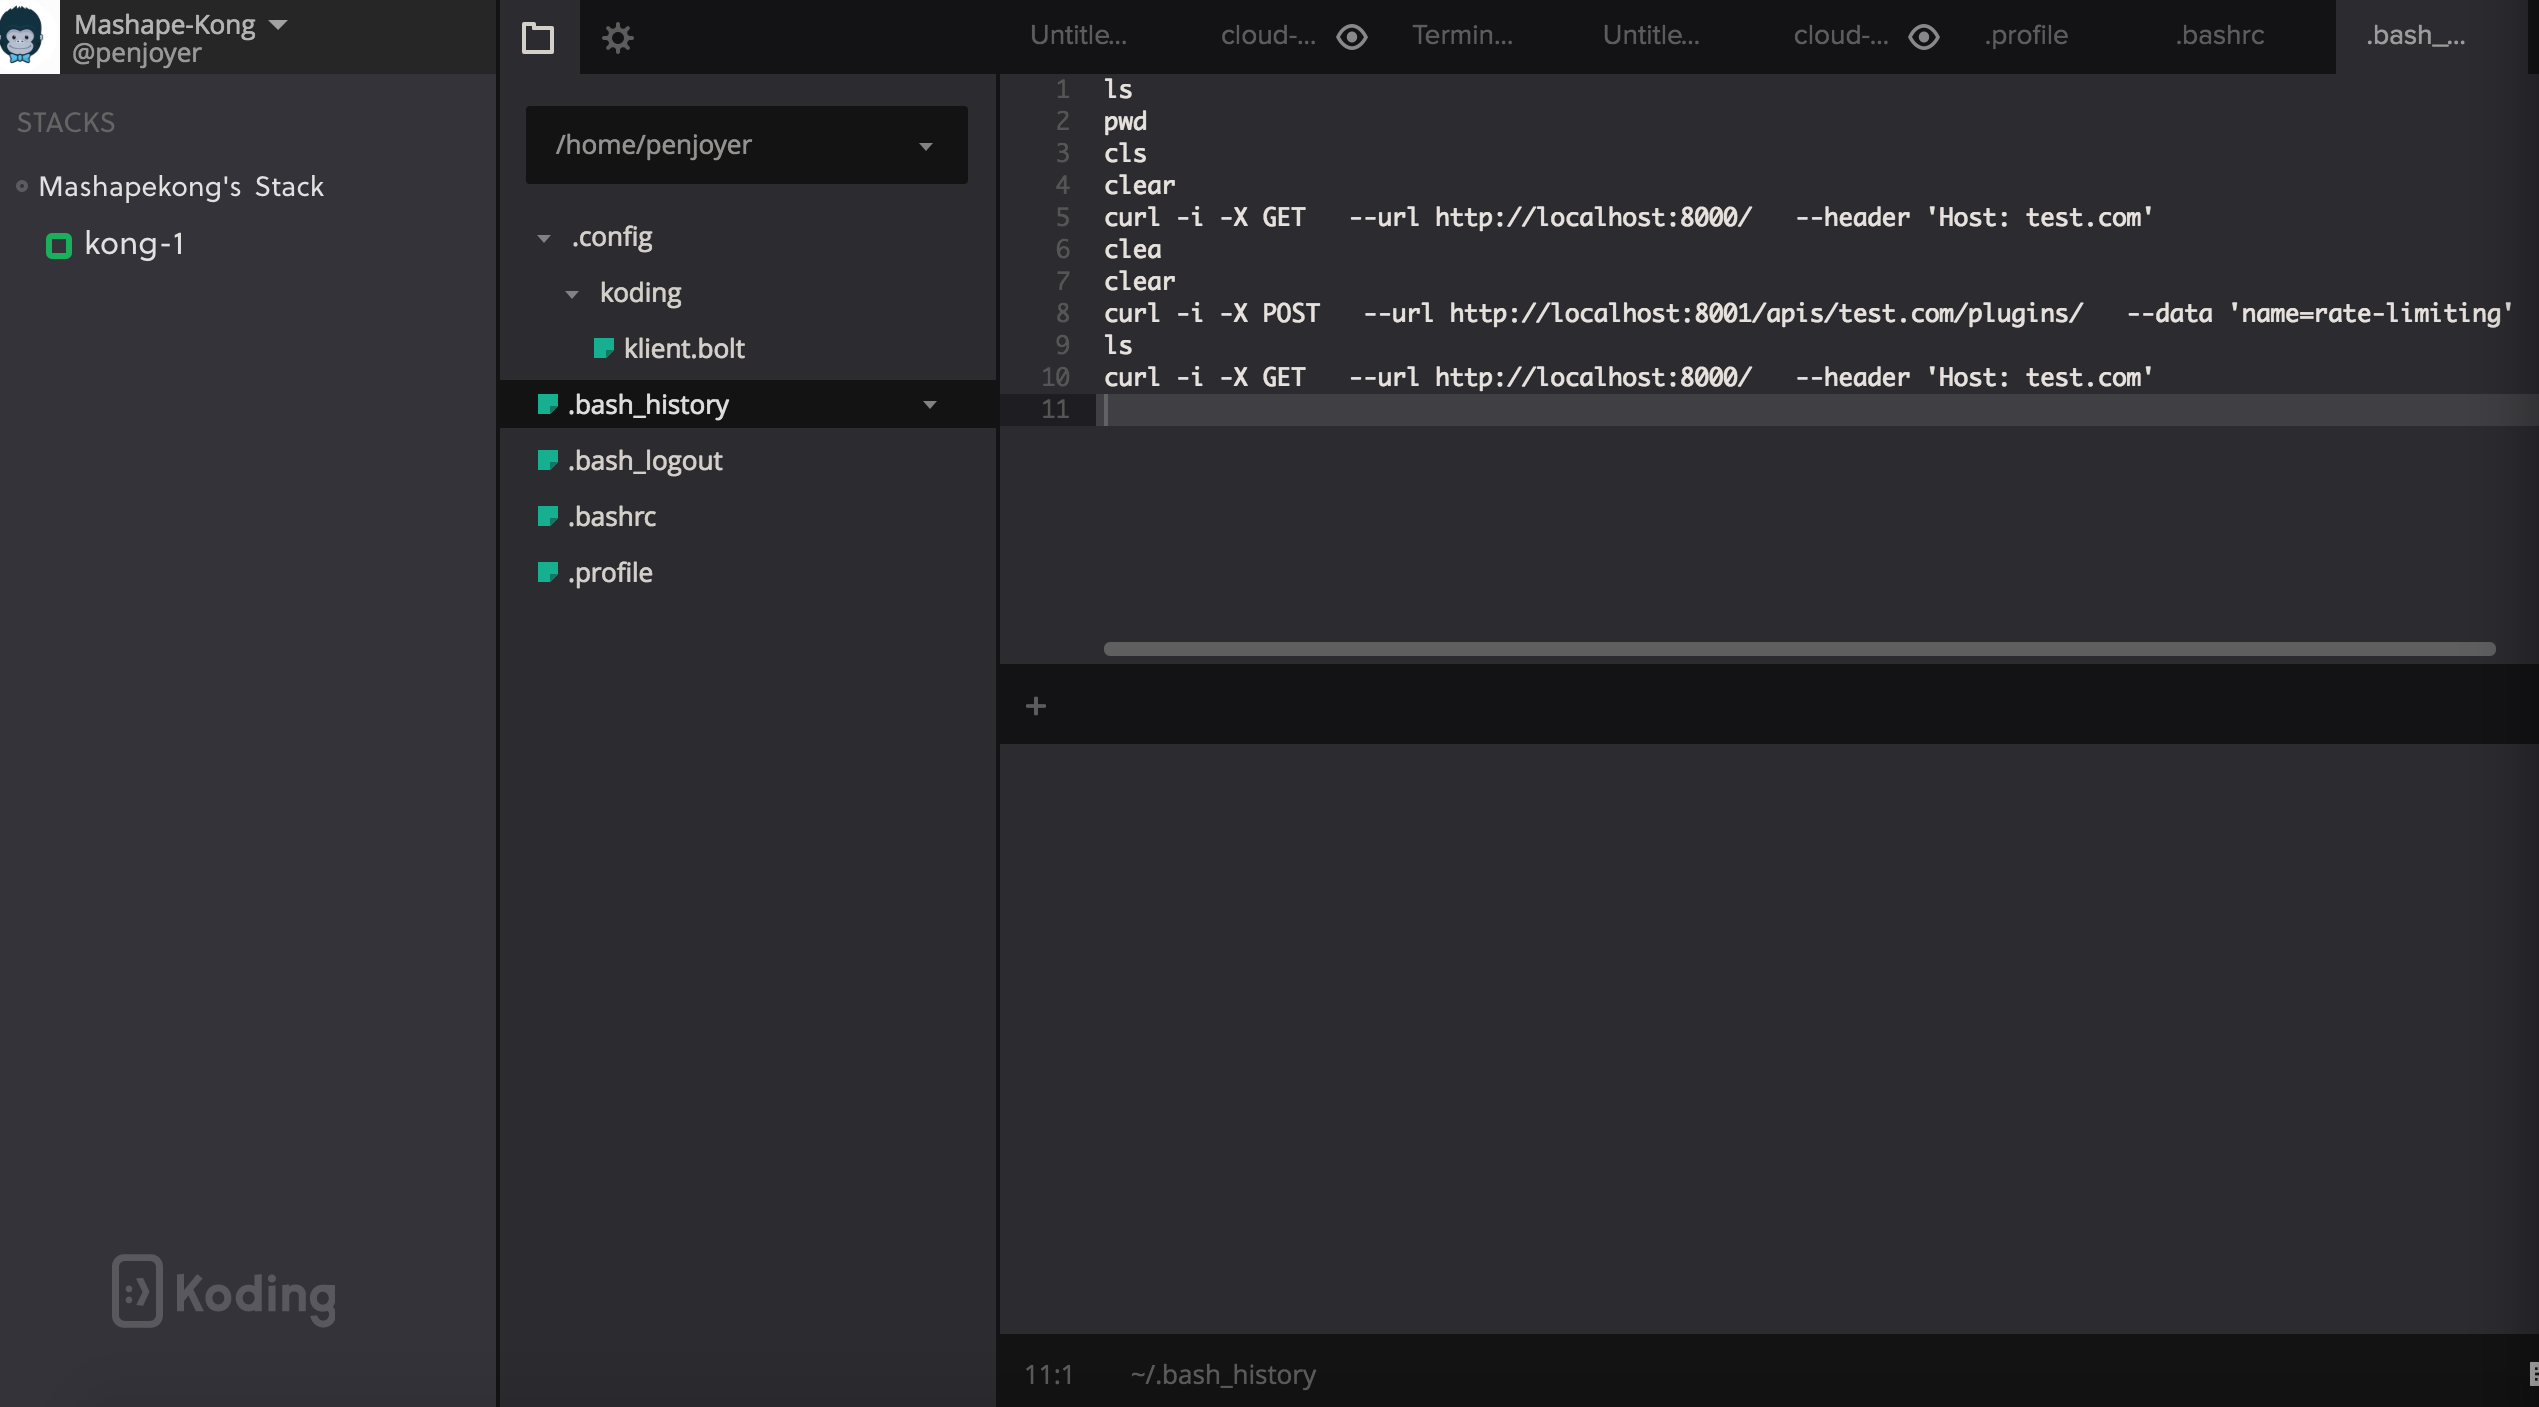 Mashape-Kong
@penjoyer
STACKS
Mashapekong's Stack
kong-1
Koding
/home/penjoyer
.config
koding
klient.bolt
.bash_history
.bash_logout
.bashrc
.profile
Untitle... cloud-... Termin... Untitle... cloud-... .profile .bashrc .bash_...
1 ls
2 pwd
3 cls
4 clear
5 curl -i -X GET   --url http://localhost:8000/   --header 'Host: test.com'
6 clea
7 clear
8 curl -i -X POST   --url http://localhost:8001/apis/test.com/plugins/   --data 'name=rate-limiting'
9 ls
10 curl -i -X GET   --url http://localhost:8000/   --header 'Host: test.com'
11
+
11:1 ~/.bash_history